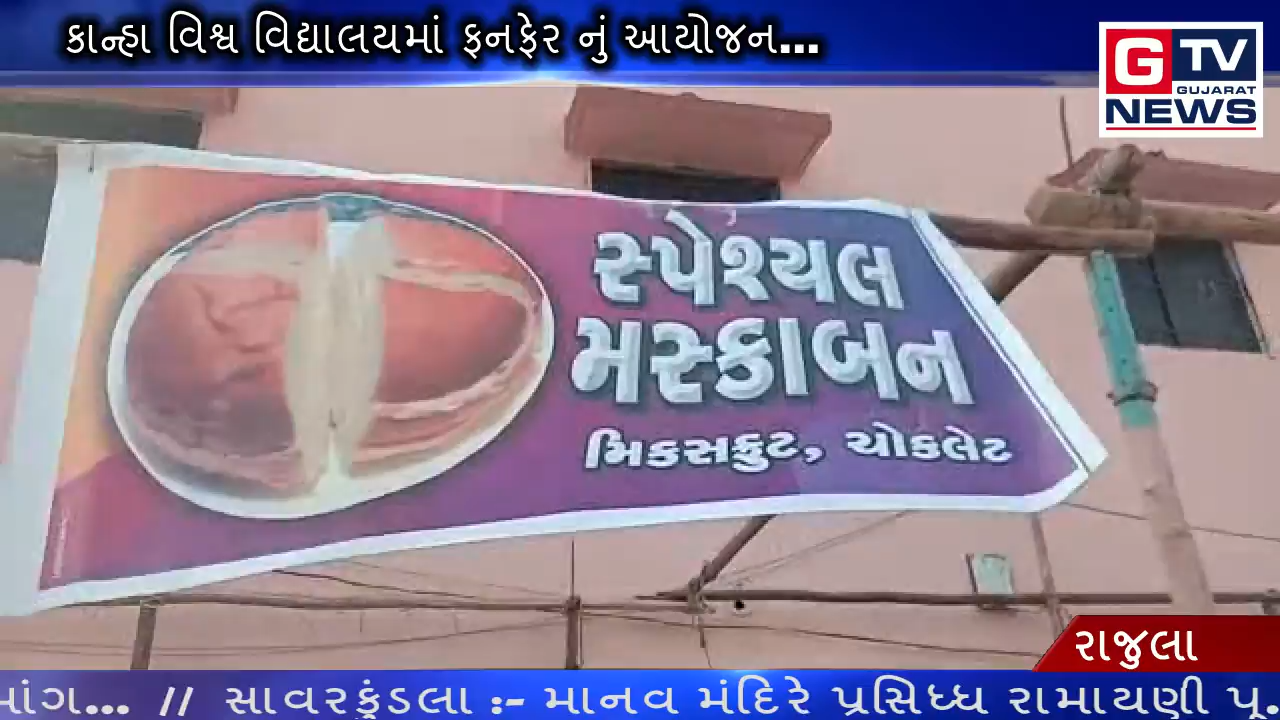 કાન્હા વિશ્વ વિદ્યાલયમાં ફનફેર નું આયોજન...
G TV
GUJARAT
NEWS
સ્પેશ્યલ
મસ્કાબન
મિકસફ્રુટ, ચોકલેટ
રાજુલા
માંગ... // સાવરકુંડલા :- માનવ મંદિરે પ્રસિધ્ધ રામાયણી પૂ.